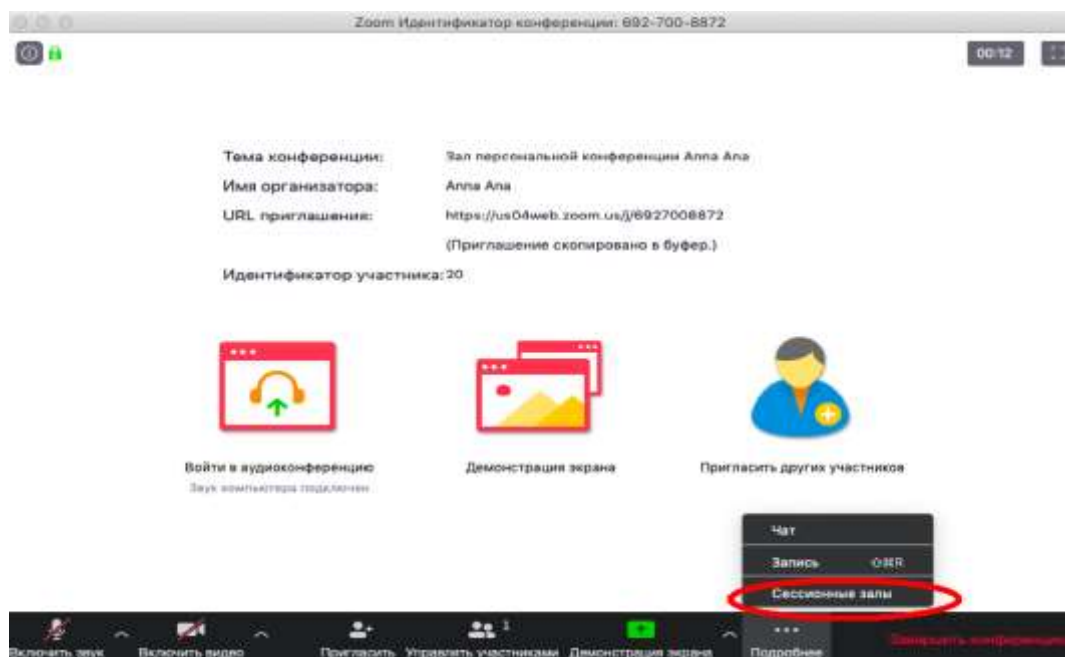 Zoom Идентификатор конференции: 692-700-8872
00:12
Тема конференции: Зал персональной конференции Anna Ana
Имя организатора: Anna Ana
URL приглашения: https://us04web.zoom.us/j/6927008872
(Приглашение скопировано в буфер.)
Идентификатор участника: 20
Войти в аудиоконференцию
Звук компьютера подключен
Демонстрация экрана
Пригласить других участников
Чат
Запись ⇧⌘R
Сессионные залы
Включить звук Включить видео Пригласить Управлять участниками 1 Демонстрация экрана Подробнее Завершить конференцию